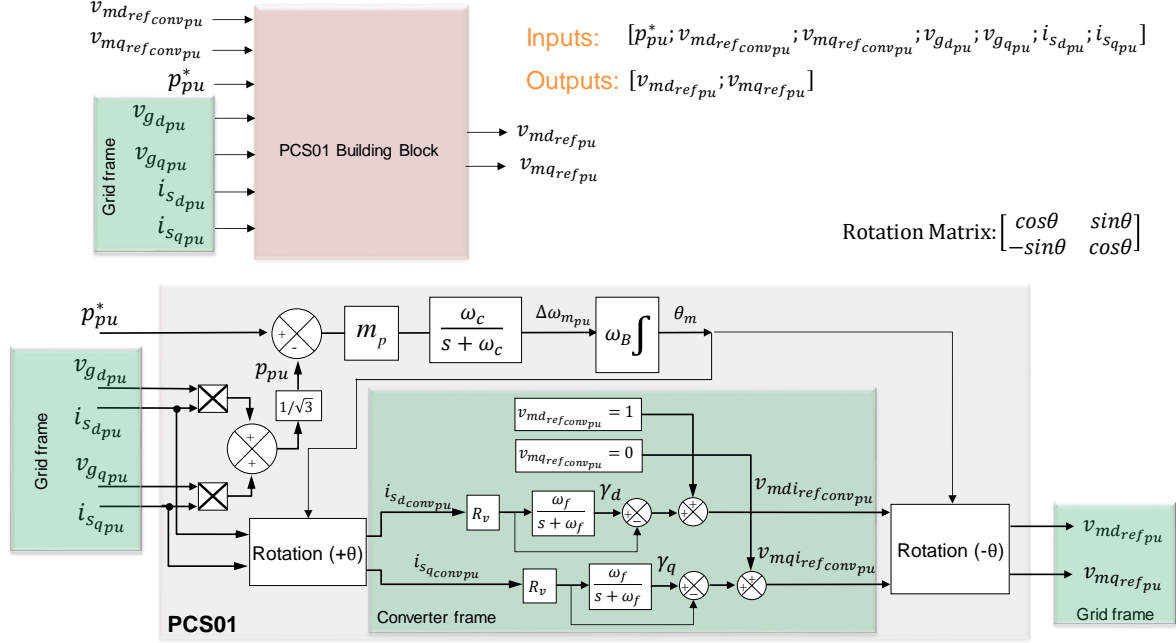 v_{md_{ref_{convpu}}}
v_{mq_{ref_{convpu}}}
p^*_{pu}
v_{g_{d_{pu}}}
v_{g_{q_{pu}}}
i_{s_{d_{pu}}}
i_{s_{q_{pu}}}
Grid frame
PCS01 Building Block
v_{md_{ref_{pu}}}
v_{mq_{ref_{pu}}}
Inputs: [p^*_{pu}; v_{md_{ref_{convpu}}}; v_{mq_{ref_{convpu}}}; v_{g_{d_{pu}}}; v_{g_{q_{pu}}}; i_{s_{d_{pu}}}; i_{s_{q_{pu}}}]
Outputs: [v_{md_{ref_{pu}}}; v_{mq_{ref_{pu}}}]
Rotation Matrix: [cosθ sinθ
-sinθ cosθ]
p^*_{pu}
+
-
m_p
ω_c
s + ω_c
Δω_{m_{pu}}
ω_B∫
θ_m
Grid frame
v_{g_{d_{pu}}}
i_{s_{d_{pu}}}
v_{g_{q_{pu}}}
i_{s_{q_{pu}}}
p_{pu}
1/√3
+
+
Rotation (+θ)
v_{md_{ref_{convpu}}} = 1
v_{mq_{ref_{convpu}}} = 0
i_{s_{d_{convpu}}}
R_v
ω_f
s + ω_f
γ_d
+
−
+
+
v_{mdi_{ref_{convpu}}}
i_{s_{q_{convpu}}}
R_v
ω_f
s + ω_f
γ_q
+
−
+
+
v_{mqi_{ref_{convpu}}}
Converter frame
Rotation (-θ)
v_{md_{ref_{pu}}}
v_{mq_{ref_{pu}}}
Grid frame
PCS01